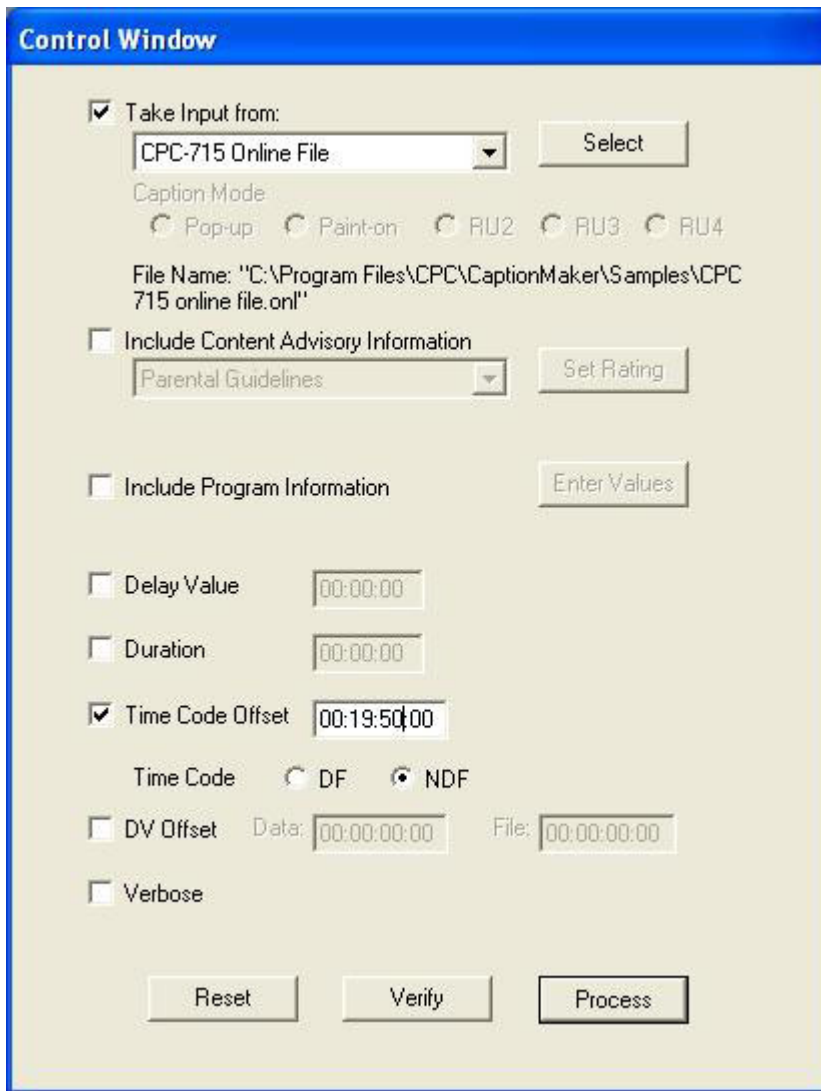 Control Window
Take Input from:
CPC-715 Online File Select
Caption Mode
Pop-up Paint-on RU2 RU3 RU4
File Name: "C:\Program Files\CPC\CaptionMaker\Samples\CPC
715 online file.onl"
Include Content Advisory Information
Parental Guidelines Set Rating
Include Program Information Enter Values
Delay Value 00:00:00
Duration 00:00:00
Time Code Offset 00:19:50:00
Time Code DF NDF
DV Offset Data: 00:00:00:00 File: 00:00:00:00
Verbose
Reset Verify Process